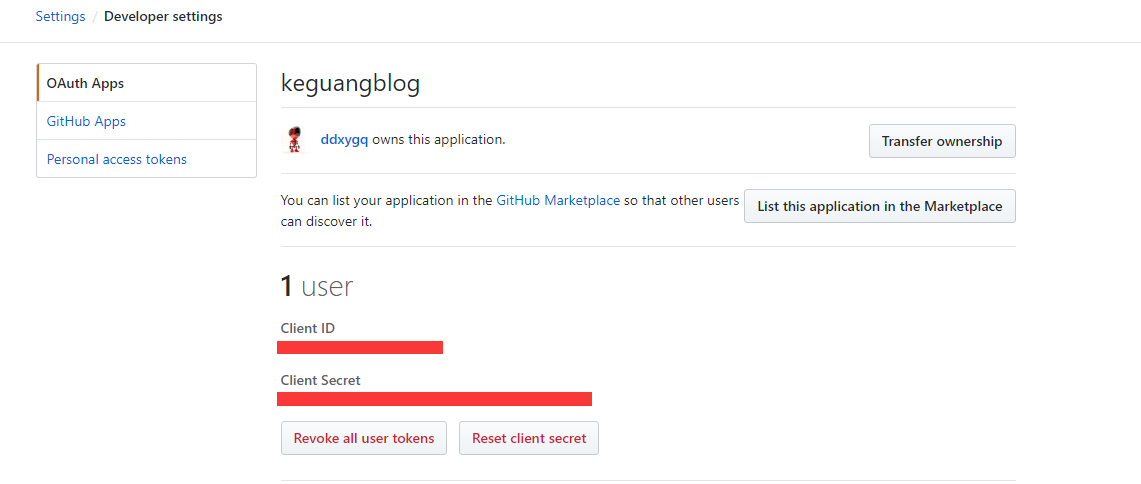 Settings / Developer settings
OAuth Apps
GitHub Apps
Personal access tokens
keguangblog
ddxygq owns this application.
Transfer ownership
You can list your application in the GitHub Marketplace so that other users
can discover it.
List this application in the Marketplace
1 user
Client ID
Client Secret
Revoke all user tokens
Reset client secret